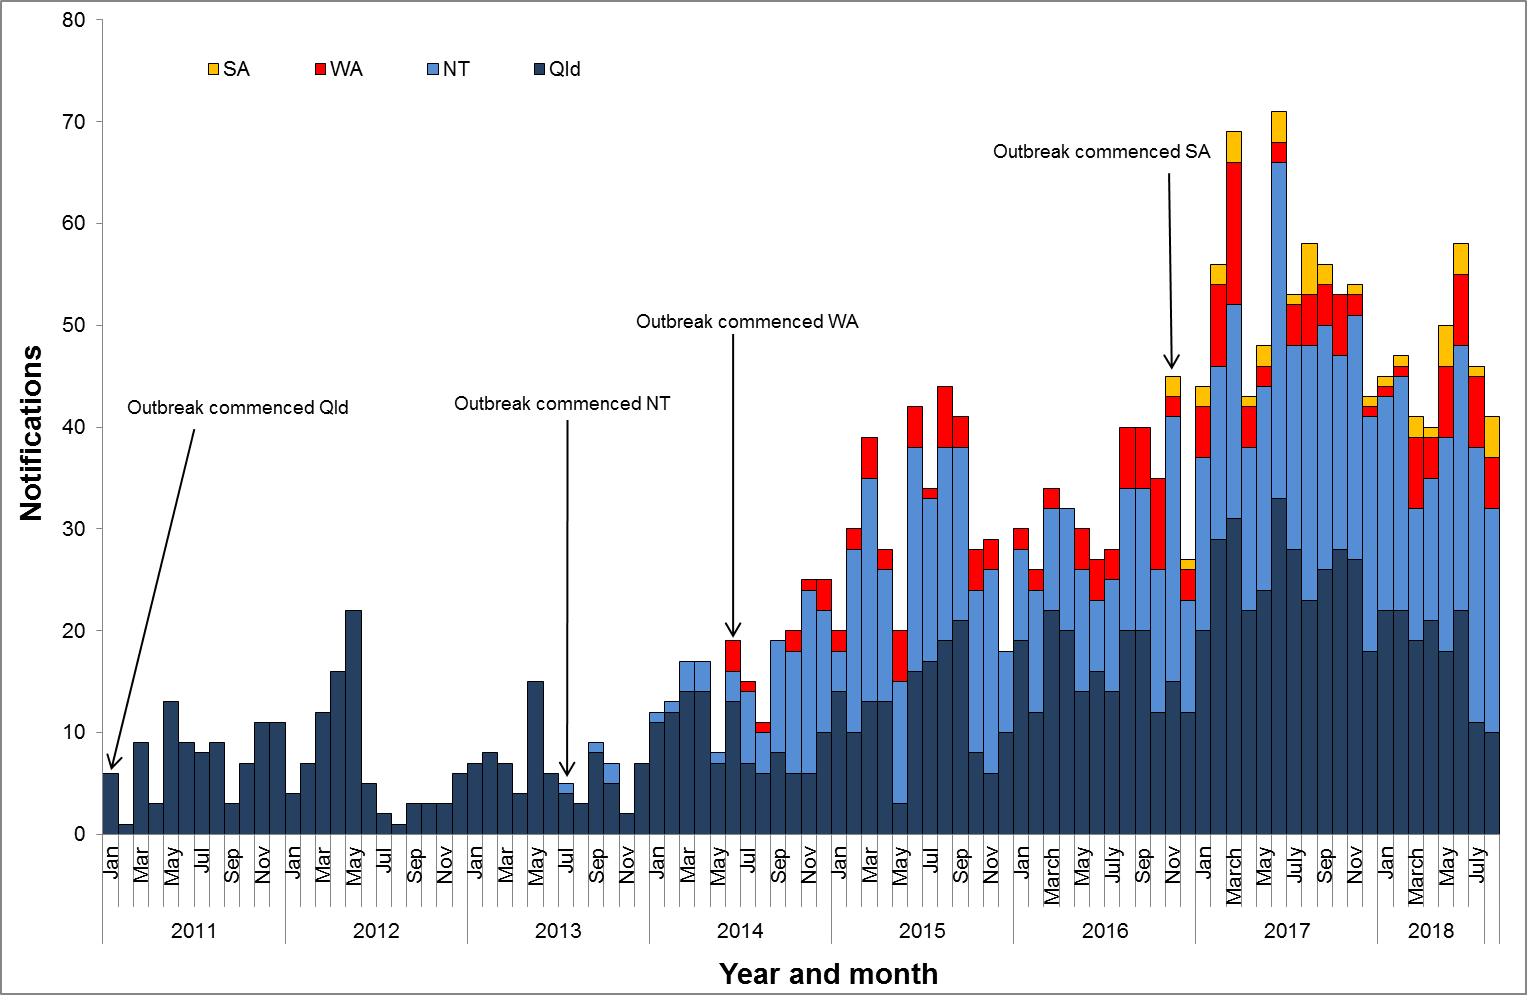 80
70
60
50
40
30
20
10
0
Notifications
SA WA NT Qld
Outbreak commenced SA
Outbreak commenced WA
Outbreak commenced NT
Outbreak commenced Qld
Jan Mar May Jul Sep Nov Jan Mar May Jul Sep Nov Jan Mar May Jul Sep Nov Jan Mar May Jul Sep Nov Jan Mar May Jul Sep Nov Jan March May July Sep Nov Jan March May July Sep Nov Jan March May July
2011 2012 2013 2014 2015 2016 2017 2018
Year and month